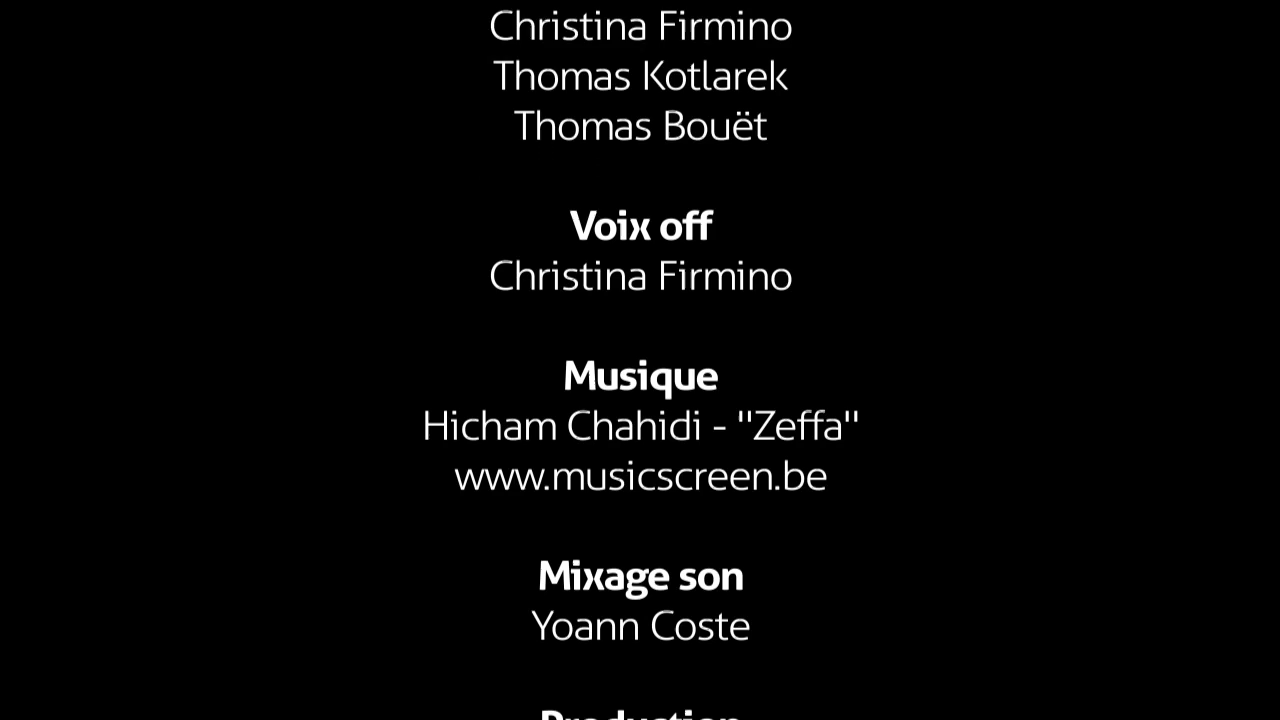 Christina Firmino
Thomas Kotlarek
Thomas Bouët
Voix off
Christina Firmino
Musique
Hicham Chahidi - "Zeffa"
www.musicscreen.be
Mixage son
Yoann Coste
Production